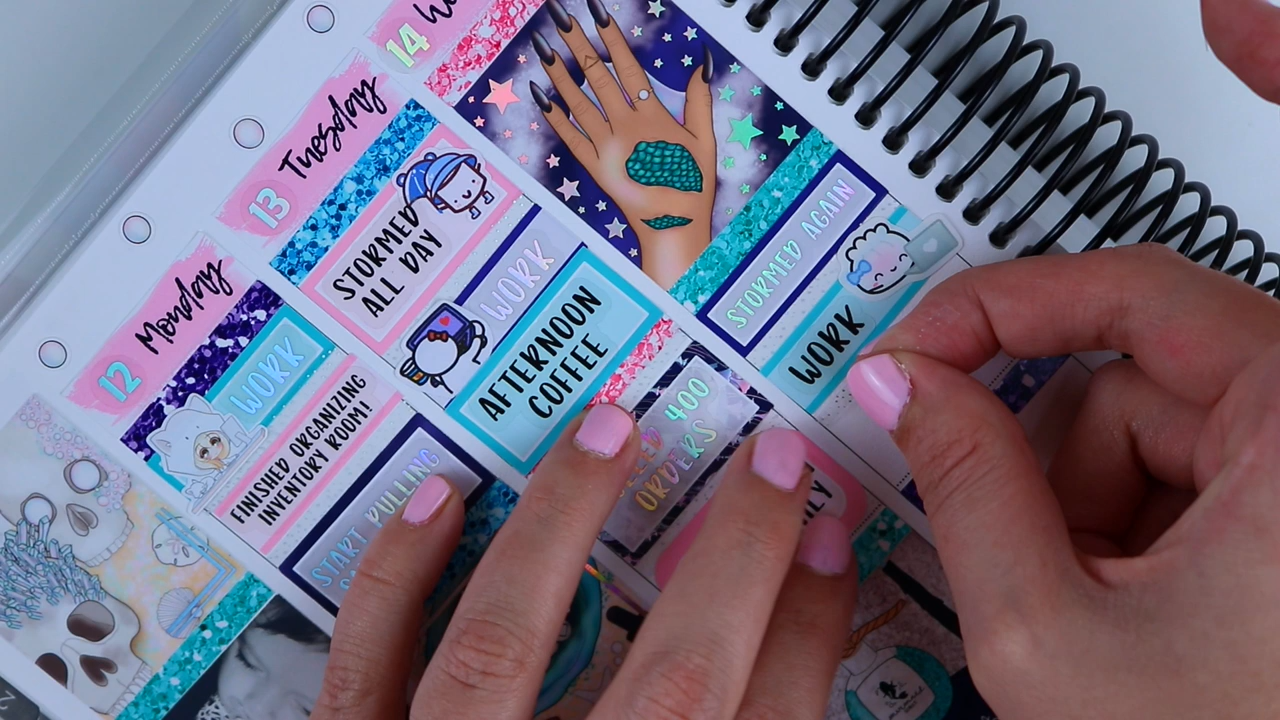 12 Monday
WORK
FINISHED ORGANIZING
INVENTORY ROOM!
START PULLING
13 Tuesday
STORMED
ALL DAY
WORK
AFTERNOON
COFFEE
14
400
ORDERS
STORMED AGAIN
WORK